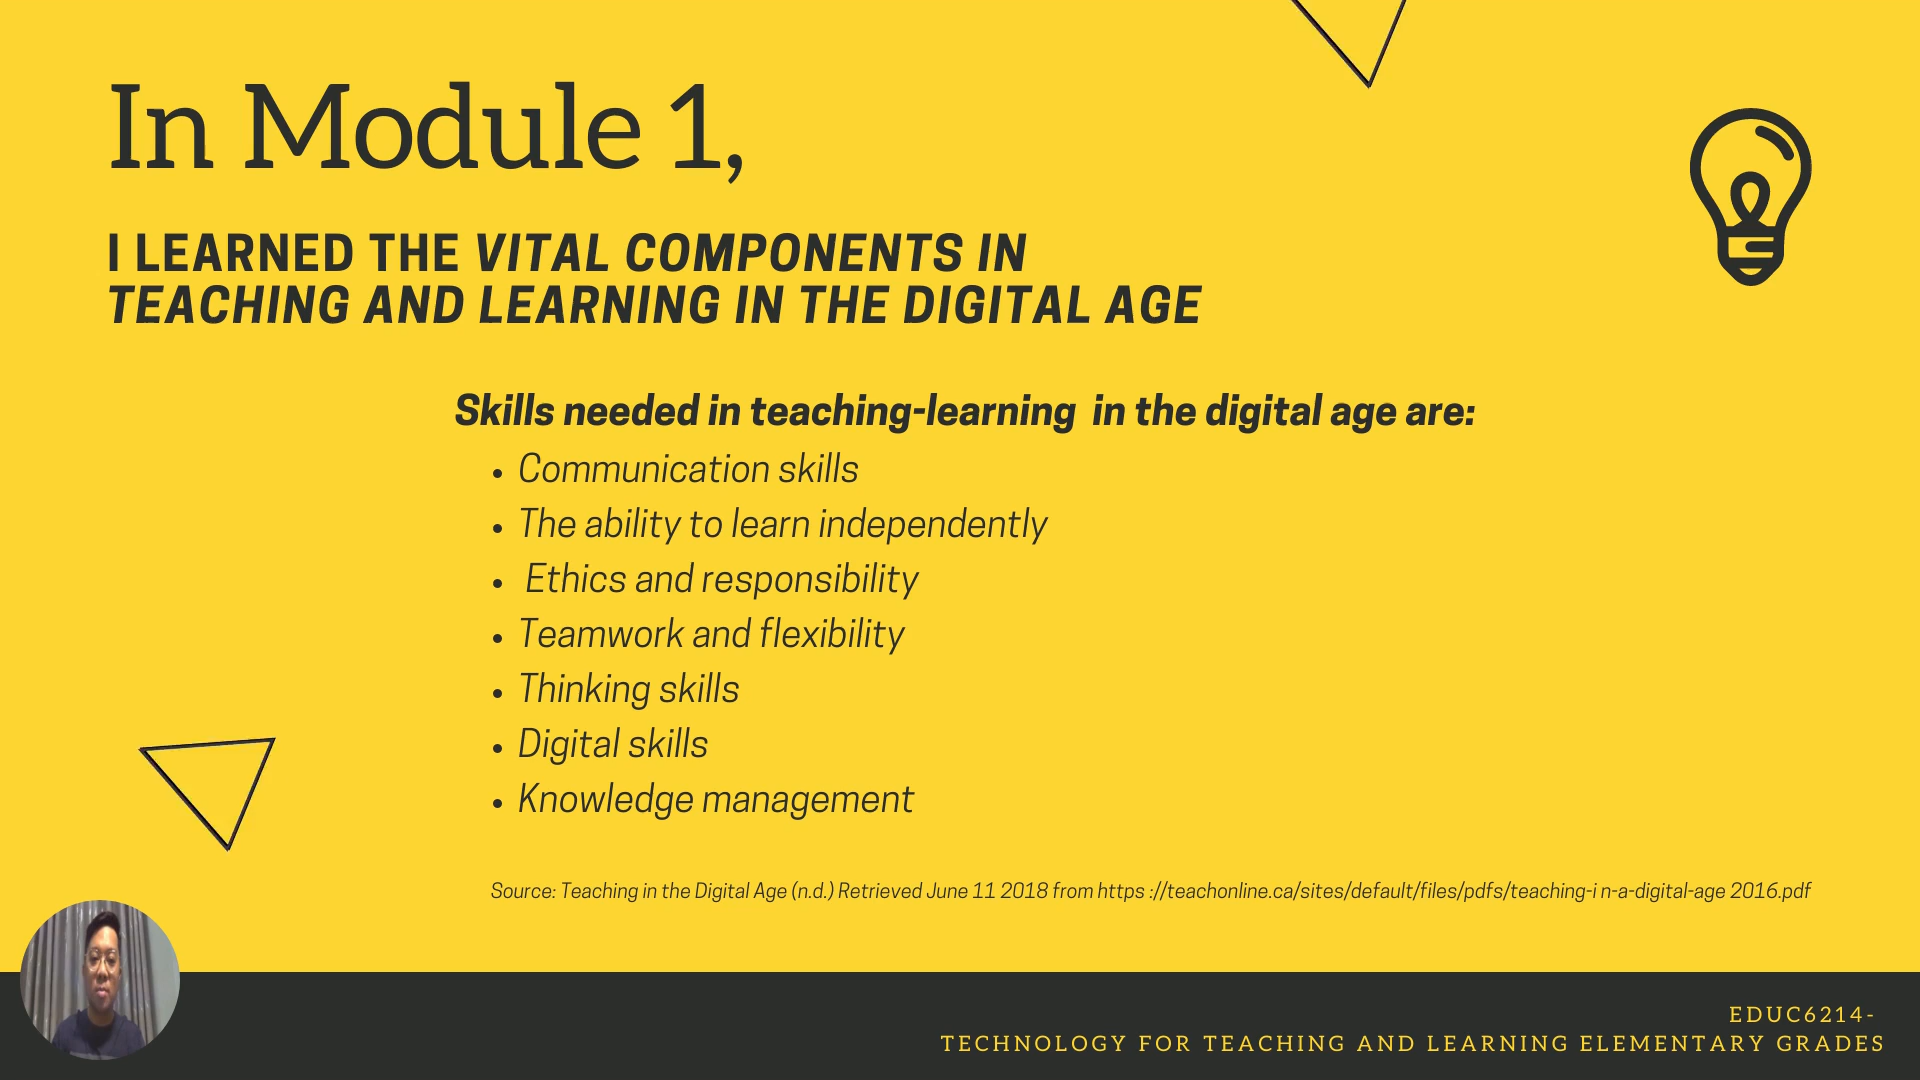 In Module 1,
I LEARNED THE VITAL COMPONENTS IN
TEACHING AND LEARNING IN THE DIGITAL AGE
Skills needed in teaching-learning  in the digital age are:
• Communication skills
• The ability to learn independently
• Ethics and responsibility
• Teamwork and flexibility
• Thinking skills
• Digital skills
• Knowledge management
Source: Teaching in the Digital Age (n.d.) Retrieved June 11 2018 from https ://teachonline.ca/sites/default/files/pdfs/teaching-i n-a-digital-age 2016.pdf
EDUC6214-
TECHNOLOGY FOR TEACHING AND LEARNING ELEMENTARY GRADES